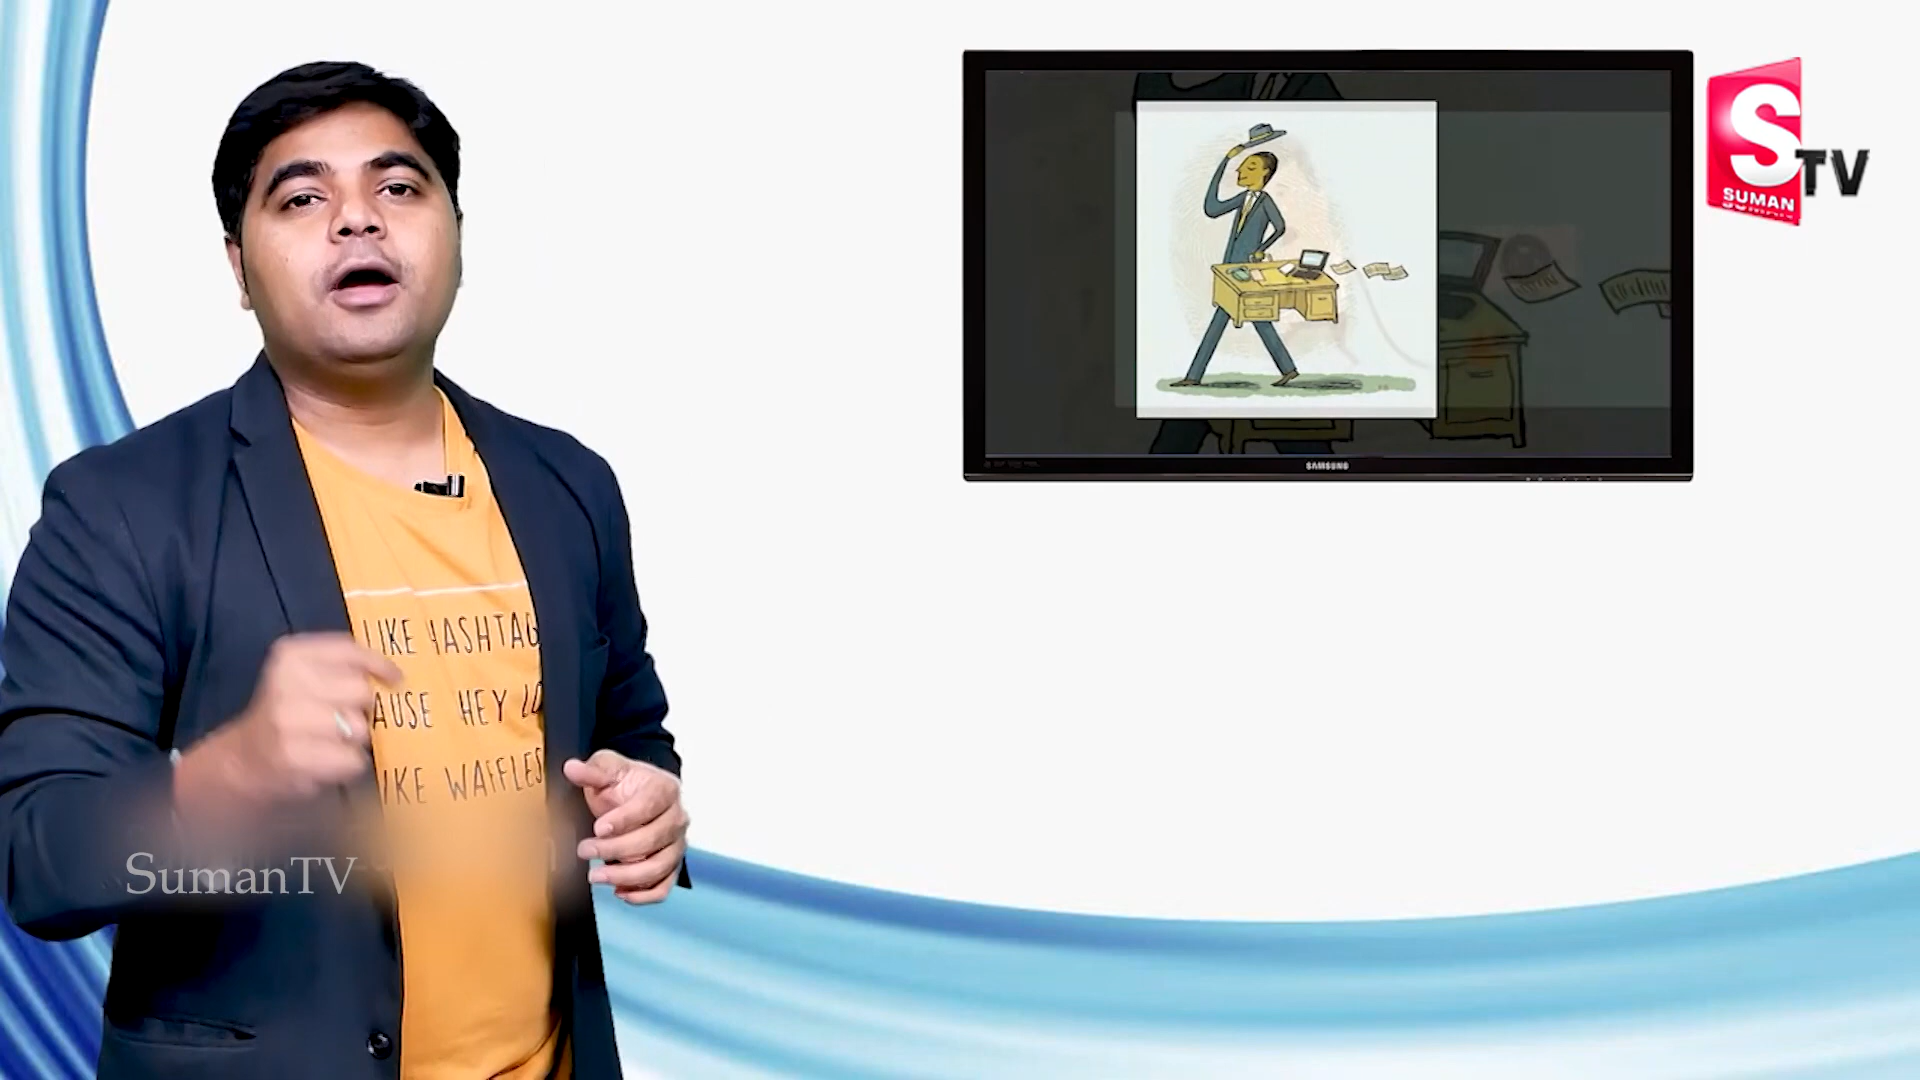 S
TV
SUMAN
SAMSUNG
LIKE HASHTAG
AUSE HEY LO
IKE WAFFLES
SumanTV